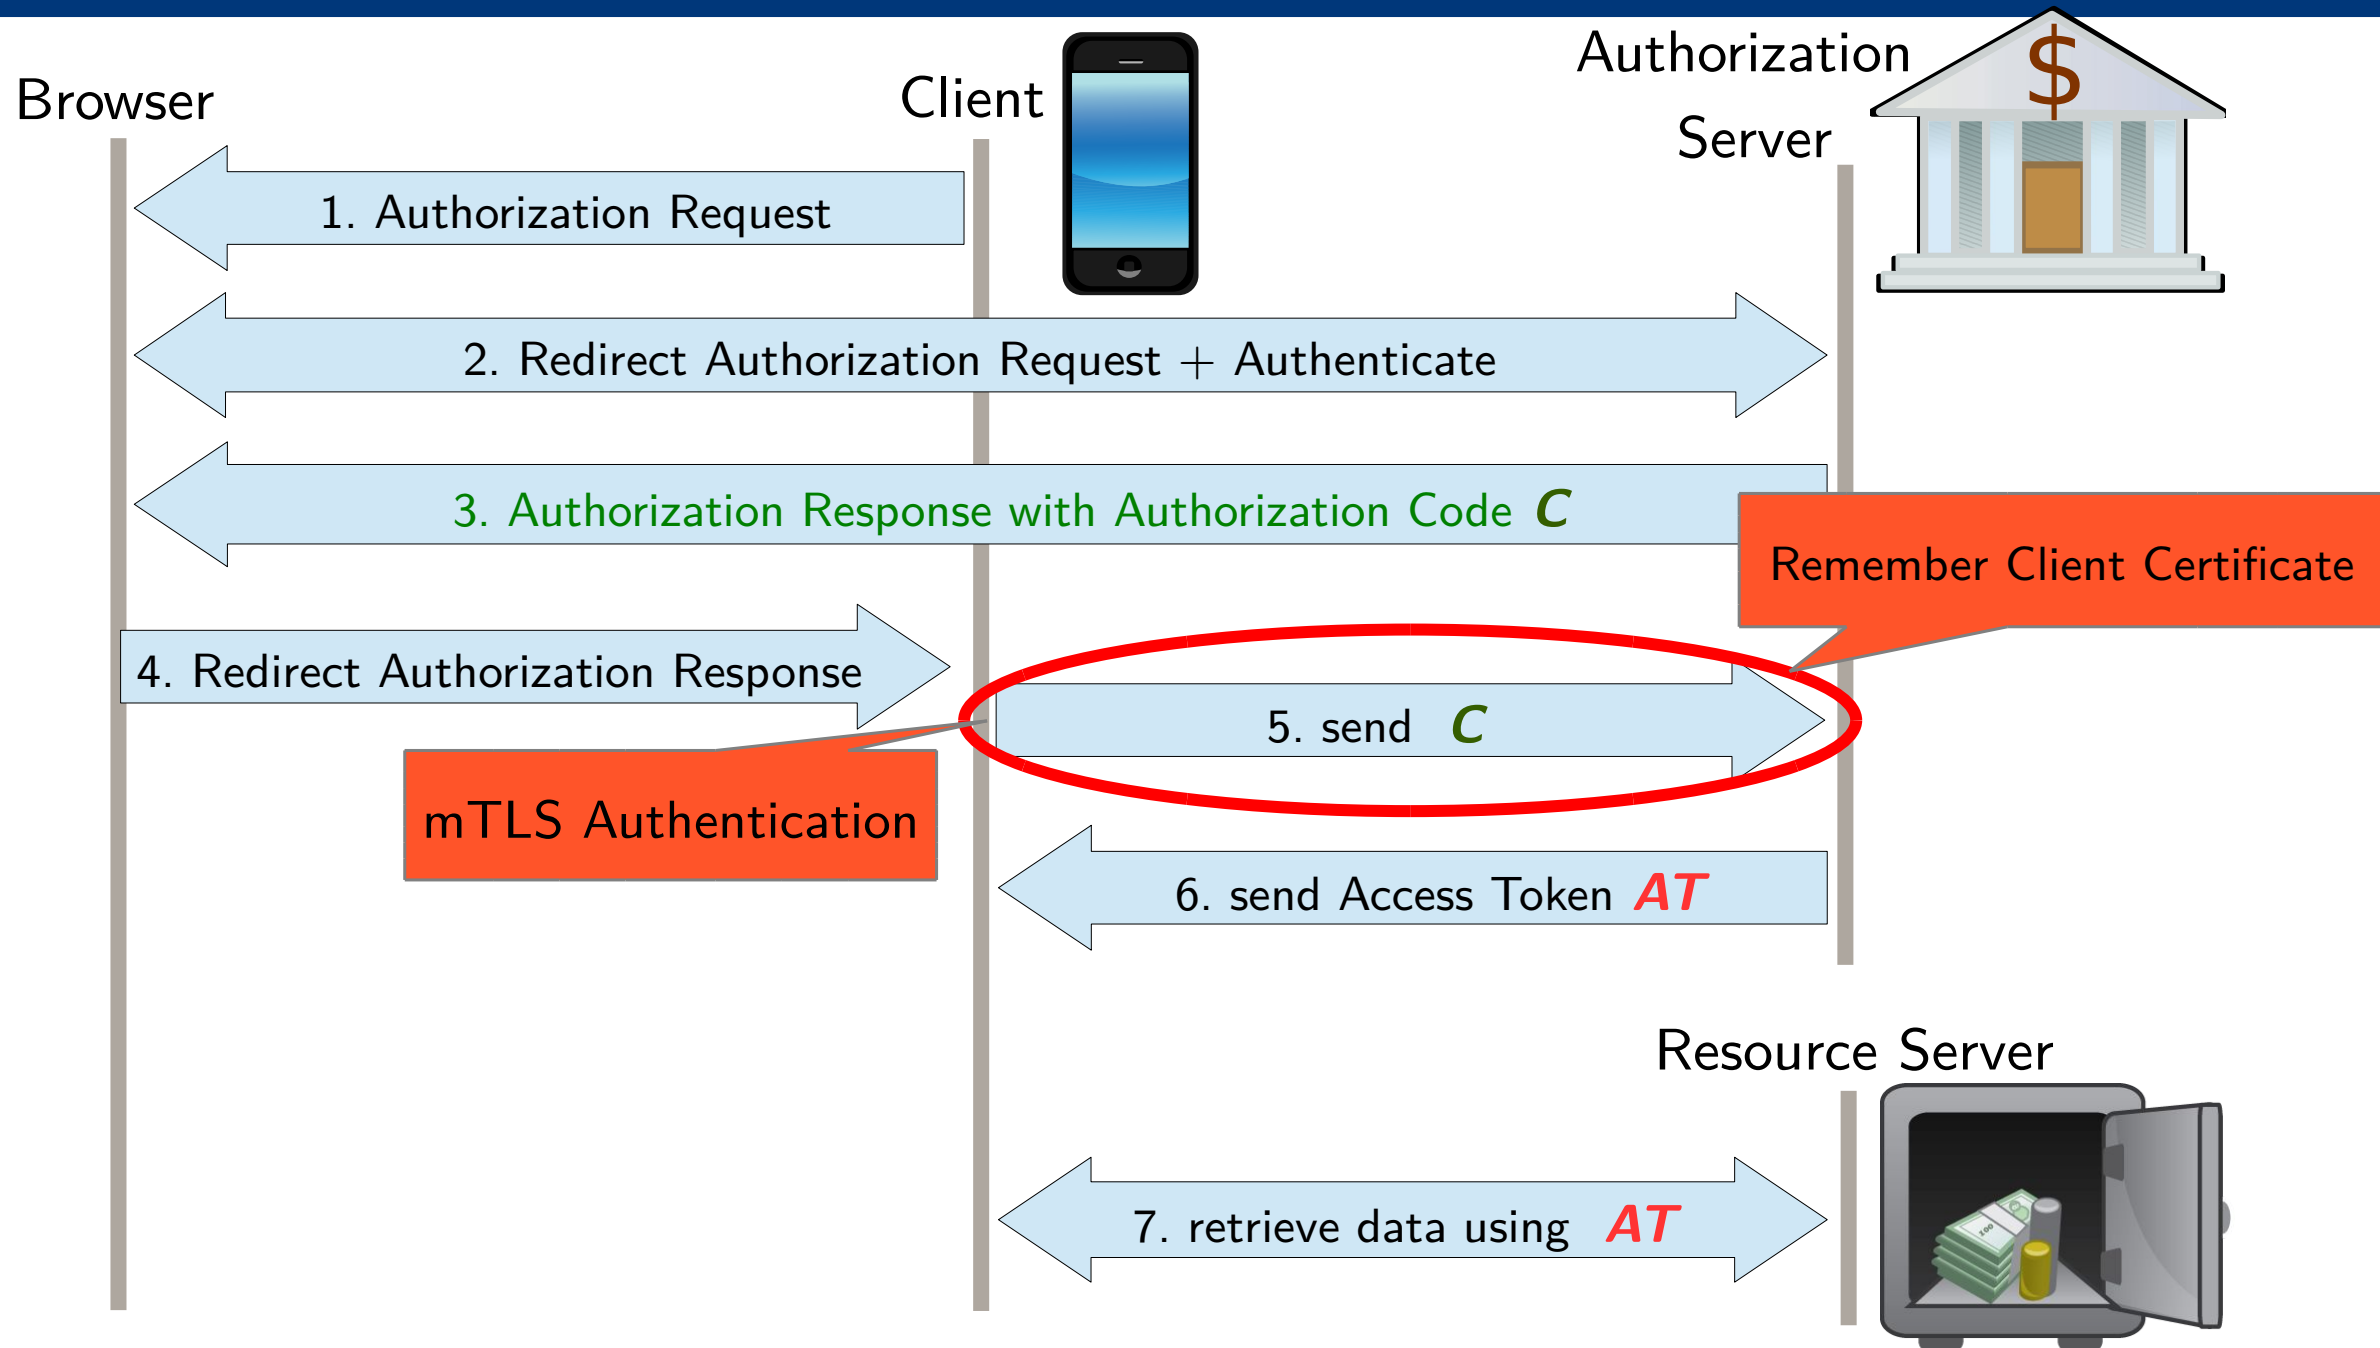 Browser
Client
Authorization
Server
$
1. Authorization Request
2. Redirect Authorization Request + Authenticate
3. Authorization Response with Authorization Code C
Remember Client Certificate
4. Redirect Authorization Response
5. send C
mTLS Authentication
6. send Access Token AT
Resource Server
7. retrieve data using AT
100